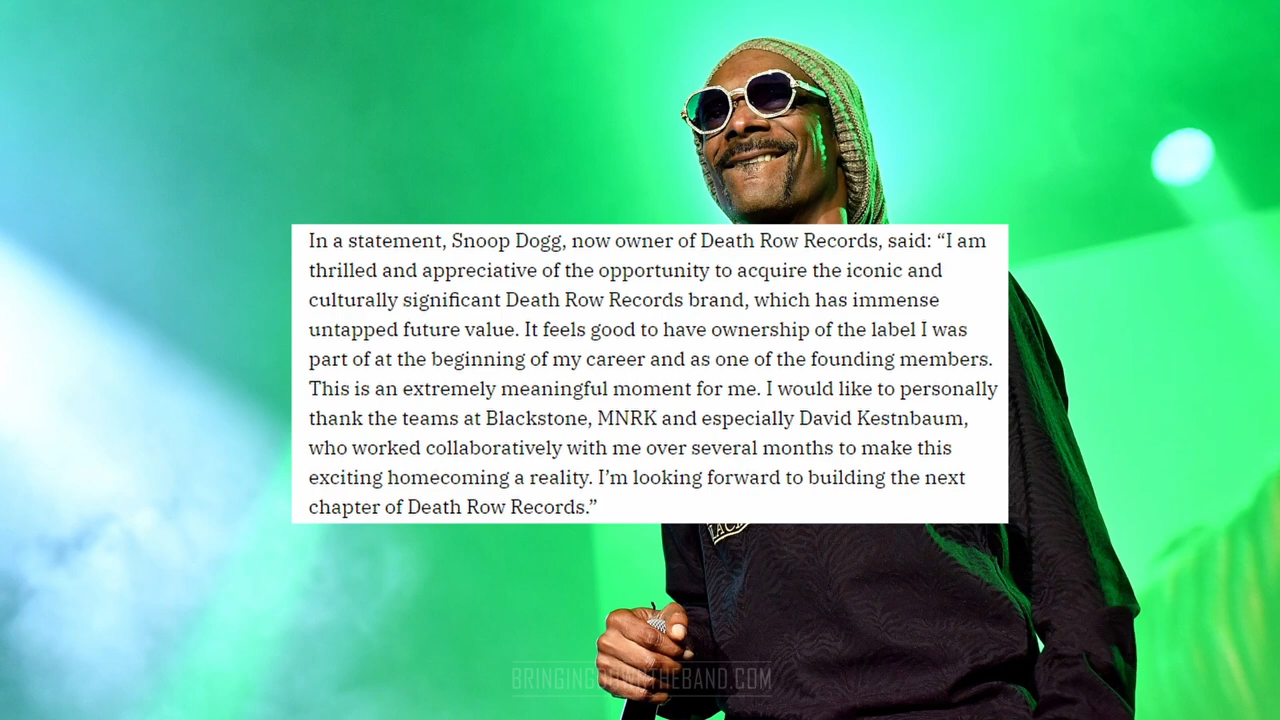 In a statement, Snoop Dogg, now owner of Death Row Records, said: “I am
thrilled and appreciative of the opportunity to acquire the iconic and
culturally significant Death Row Records brand, which has immense
untapped future value. It feels good to have ownership of the label I was
part of at the beginning of my career and as one of the founding members.
This is an extremely meaningful moment for me. I would like to personally
thank the teams at Blackstone, MNRK and especially David Kestnbaum,
who worked collaboratively with me over several months to make this
exciting homecoming a reality. I’m looking forward to building the next
chapter of Death Row Records.”
BRINGINGDOWNTHEBAND.COM